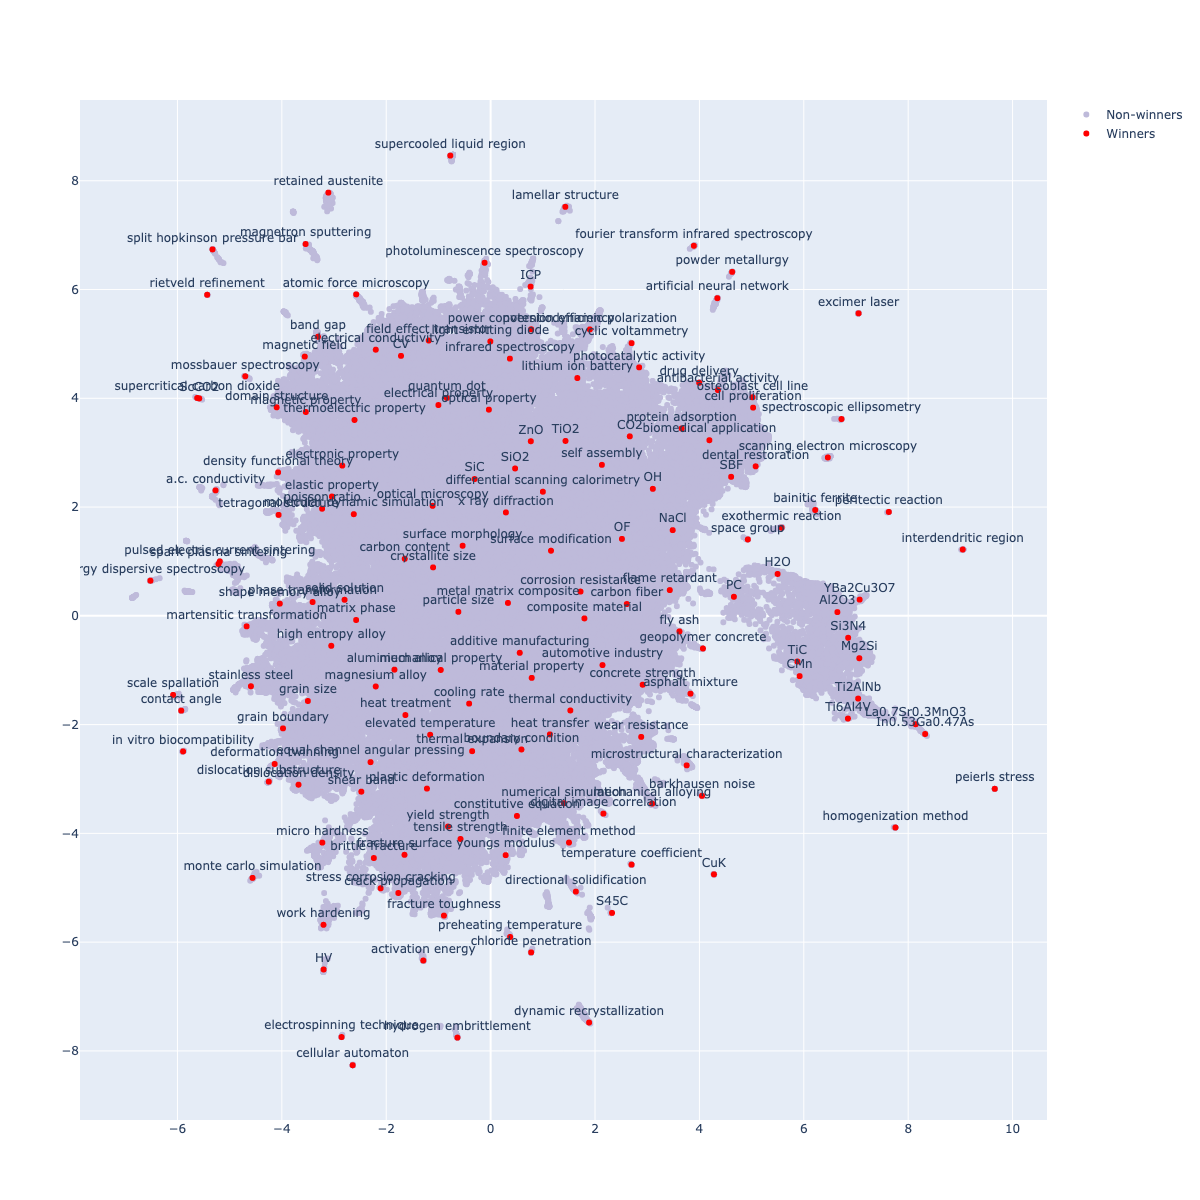 Non-winners
Winners
supercooled liquid region
retained austenite
lamellar structure
magnetron sputtering
split hopkinson pressure bar
fourier transform infrared spectroscopy
photoluminescence spectroscopy
powder metallurgy
ICP
rietveld refinement
atomic force microscopy
artificial neural network
excimer laser
band gap
power conversion efficiency
potentiodynamic polarization
field effect transistor
light emitting diode
cyclic voltammetry
electrical conductivity
magnetic field
CV
infrared spectroscopy
photocatalytic activity
mossbauer spectroscopy
lithium ion battery
drug delivery
antibacterial activity
supercritical carbon dioxide
quantum dot
osteoblast cell line
domain structure
magnetic property
electrical property
optical property
cell proliferation
thermoelectric property
spectroscopic ellipsometry
protein adsorption
ZnO
TiO2
CO2
biomedical application
scanning electron microscopy
electronic property
density functional theory
SiO2
self assembly
dental restoration
SiC
SBF
a.c. conductivity
elastic property
differential scanning calorimetry
OH
poisson ratio
optical microscopy
x ray diffraction
tetragonal structure
molecular dynamic simulation
bainitic ferrite
peritectic reaction
NaCl
exothermic reaction
OF
space group
surface morphology
surface modification
interdendritic region
pulsed electric current sintering
spark plasma sintering
carbon content
crystallite size
H2O
rgy dispersive spectroscopy
corrosion resistance
flame retardant
phase transformation
solid solution
shape memory alloy
metal matrix composite
carbon fiber
PC
YBa2Cu3O7
matrix phase
particle size
composite material
Al2O3
martensitic transformation
fly ash
Si3N4
high entropy alloy
additive manufacturing
geopolymer concrete
Mg2Si
aluminium alloy
mechanical property
automotive industry
TiC
material property
CMn
stainless steel
magnesium alloy
concrete strength
asphalt mixture
scale spallation
grain size
cooling rate
Ti2AlNb
contact angle
heat treatment
thermal conductivity
Ti6Al4V
La0.7Sr0.3MnO3
grain boundary
elevated temperature
heat transfer
wear resistance
In0.53Ga0.47As
in vitro biocompatibility
thermal expansion
boundary condition
deformation twinning
equal channel angular pressing
microstructural characterization
dislocation substructure
dislocation density
shear band
plastic deformation
peierls stress
numerical simulation
mechanical alloying
barkhausen noise
constitutive equation
digital image correlation
homogenization method
yield strength
micro hardness
tensile strength
finite element method
brittle fracture
fracture surface
youngs modulus
monte carlo simulation
temperature coefficient
CuK
stress corrosion cracking
crack propagation
directional solidification
work hardening
fracture toughness
S45C
preheating temperature
chloride penetration
HV
activation energy
dynamic recrystallization
electrospinning technique
hydrogen embrittlement
cellular automaton
8
6
4
2
0
−2
−4
−6
−8
−6
−4
−2
0
2
4
6
8
10